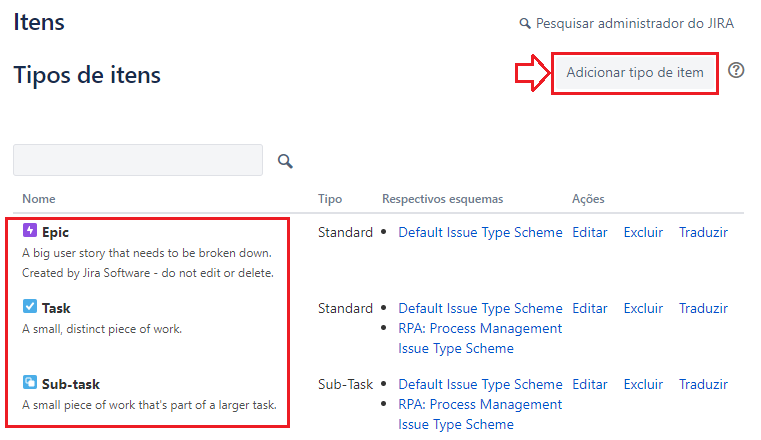 Itens
Pesquisar administrador do JIRA
Tipos de itens
Adicionar tipo de item
?
Nome Tipo Respectivos esquemas Ações
Epic Standard • Default Issue Type Scheme Editar Excluir Traduzir
A big user story that needs to be broken down.
Created by Jira Software - do not edit or delete.
Task Standard • Default Issue Type Scheme Editar Excluir Traduzir
A small, distinct piece of work. • RPA: Process Management
Issue Type Scheme
Sub-task Sub-Task • Default Issue Type Scheme Editar Excluir Traduzir
A small piece of work that's part of a larger task. • RPA: Process Management
Issue Type Scheme